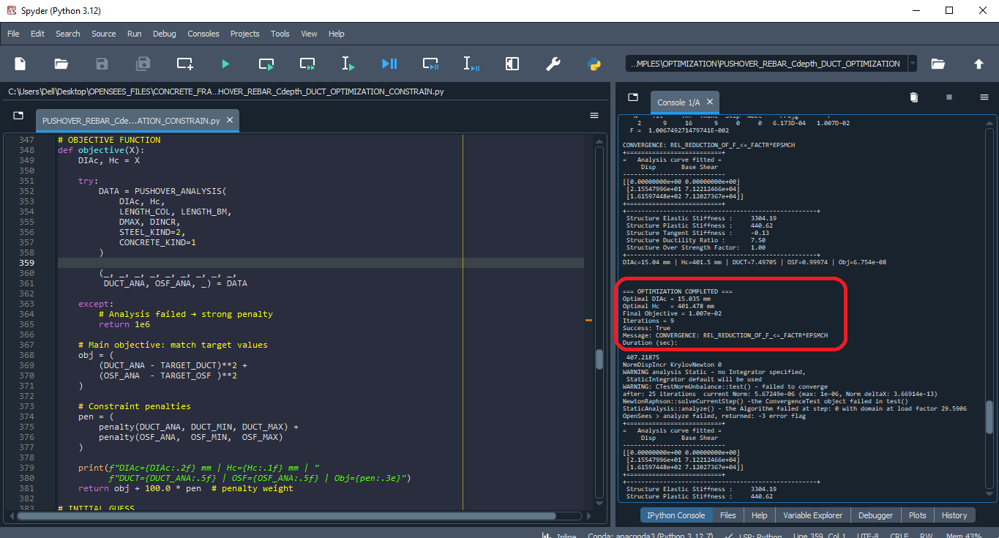 Spyder (Python 3.12)
File Edit Search Source Run Debug Consoles Projects Tools View Help
...MPLES\OPTIMIZATION\PUSHOVER_REBAR_Cdepth_DUCT_OPTIMIZATION
C:\Users\Dell\Desktop\OPENSEES_FILES\CONCRETE_FRA...HOVER_REBAR_Cdepth_DUCT_OPTIMIZATION_CONSTRAIN.py
PUSHOVER_REBAR_Cde...ATION_CONSTRAIN.py
347 # OBJECTIVE FUNCTION
348 def objective(X):
349     DIAc, Hc = X
350
351     try:
352         DATA = PUSHOVER_ANALYSIS(
353             DIAc, Hc,
354             LENGTH_COL, LENGTH_BM,
355             DMAX, DINCR,
356             STEEL_KIND=2,
357             CONCRETE_KIND=1
358         )
359
360         (_, _, _, _, _, _, _, _,
361          DUCT_ANA, OSF_ANA, _) = DATA
362
363     except:
364         # Analysis failed → strong penalty
365         return 1e6
366
367     # Main objective: match target values
368     obj = (
369         (DUCT_ANA - TARGET_DUCT)**2 +
370         (OSF_ANA  - TARGET_OSF )**2
371     )
372
373     # Constraint penalties
374     pen = (
375         penalty(DUCT_ANA, DUCT_MIN, DUCT_MAX) +
376         penalty(OSF_ANA,  OSF_MIN,  OSF_MAX)
377     )
378
379     print(f"DIAc={DIAc:.2f} mm | Hc={Hc:.1f} mm | "
380           f"DUCT={DUCT_ANA:.5f} | OSF={OSF_ANA:.5f} | Obj={pen:.3e}")
381     return obj + 100.0 * pen  # penalty weight
382
383 # INITIAL GUESS
Console 1/A
2 9 16 9 0 0 6.173D-04 1.007D-02
F = 1.006749271479741E-002
CONVERGENCE: REL_REDUCTION_OF_F_<=_FACTR*EPSMCH
+==========================+
= Analysis curve fitted =
Disp Base Shear
----------------------------
[[0.00000000e+00 0.00000000e+00]
[2.15547996e+01 7.12212466e+04]
[1.61597448e+02 7.12027367e+04]]
+==========================+
+----------------------------------------------------+
Structure Elastic Stiffness : 3304.19
Structure Plastic Stiffness : 440.62
Structure Tangent Stiffness : -0.13
Structure Ductility Ratio : 7.50
Structure Over Strength Factor: 1.00
+----------------------------------------------------+
DIAc=15.04 mm | Hc=401.5 mm | DUCT=7.49705 | OSF=0.99974 | Obj=6.754e-08
=== OPTIMIZATION COMPLETED ===
Optimal DIAc = 15.035 mm
Optimal Hc   = 401.478 mm
Final Objective = 1.007e-02
Iterations = 9
Success: True
Message: CONVERGENCE: REL_REDUCTION_OF_F_<=_FACTR*EPSMCH
Duration (sec):
407.21875
NormDispIncr KrylovNewton 0
WARNING analysis Static - no Integrator specified,
StaticIntegrator default will be used
WARNING: CTestNormUnbalance::test() - failed to converge
after: 25 iterations  current Norm: 5.67249e-06 (max: 1e-06, Norm deltaX: 3.66914e-13)
NewtonRaphson::solveCurrentStep() -the ConvergenceTest object failed in test()
StaticAnalysis::analyze() - the Algorithm failed at step: 0 with domain at load factor 29.5906
OpenSees > analyze failed, returned: -3 error flag
+==========================+
= Analysis curve fitted =
Disp Base Shear
----------------------------
[[0.00000000e+00 0.00000000e+00]
[2.15547996e+01 7.12212466e+04]
[1.61597448e+02 7.12027367e+04]]
+==========================+
+----------------------------------------------------+
Structure Elastic Stiffness : 3304.19
Structure Plastic Stiffness : 440.62
IPython Console Files Help Variable Explorer Debugger Plots History
Inline Conda: anaconda3 (Python 3.12.7) LSP: Python Line 359, Col 1 UTF-8 CRLF RW Mem 43%